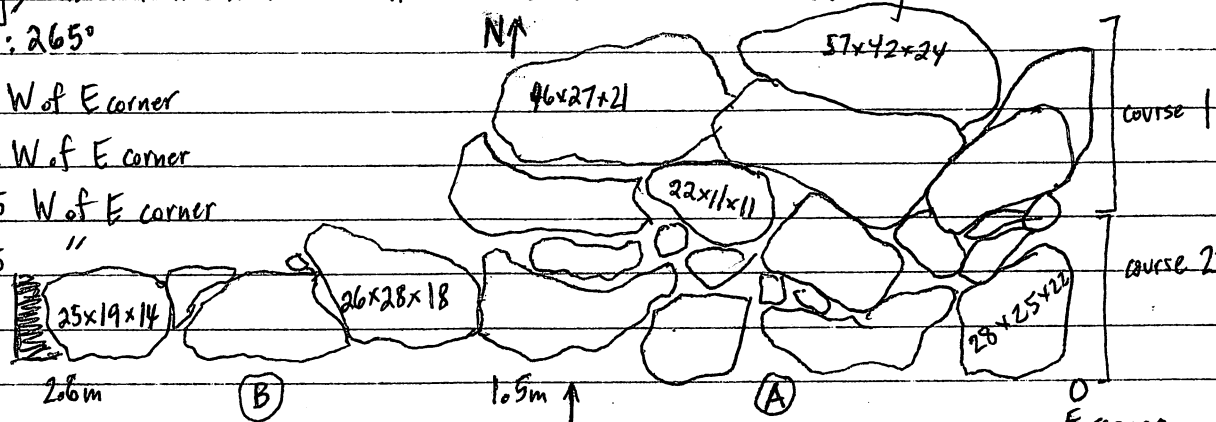 : 265°
N↑
57x42x24
W of E corner
46x27x21
course 1
W of E corner
5 W of E corner
22x11x11
5 "
course 2
25x19x14
26x28x18
28x25x22
2.6m
B
1.5m
A
0